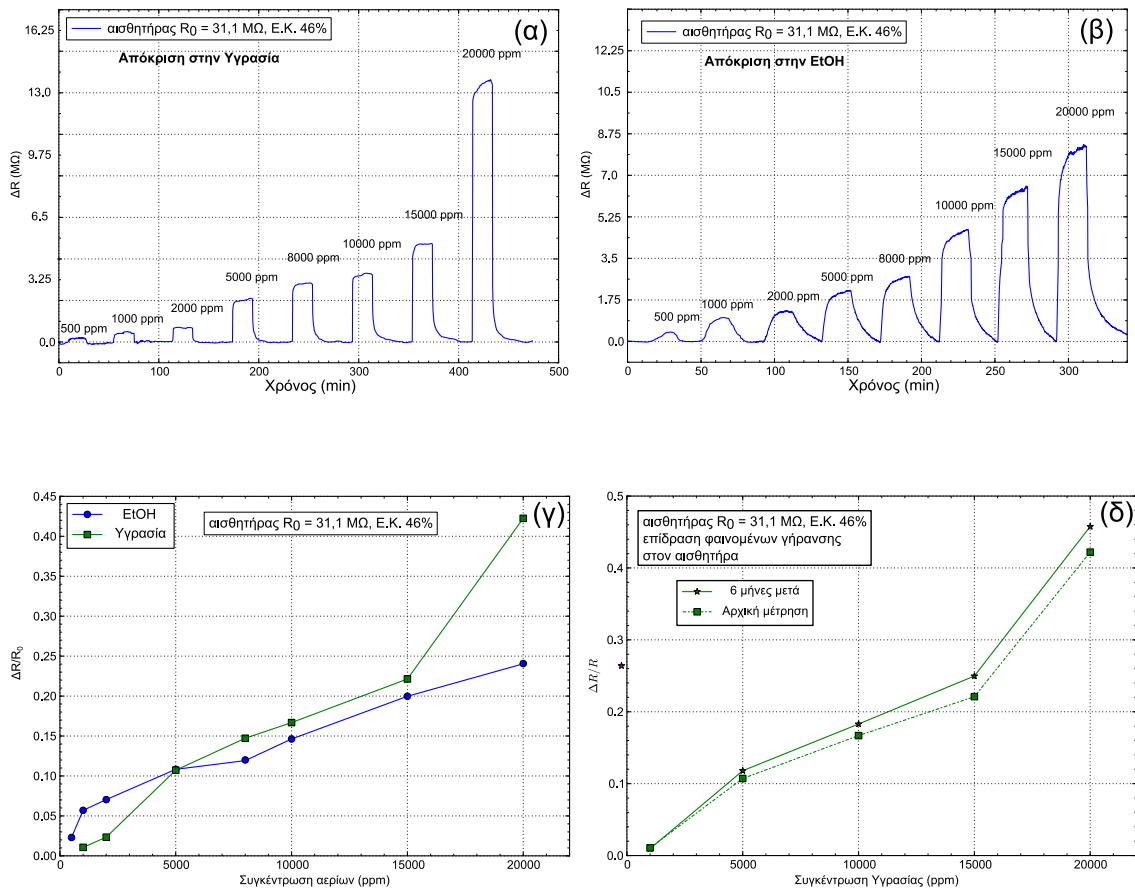 (α)
αισθητήρας R0 = 31,1 MΩ, Ε.Κ. 46%
Απόκριση στην Υγρασία
16,25
13,0
9,75
6,5
3,25
0,0
ΔR (MΩ)
500 ppm
1000 ppm
2000 ppm
5000 ppm
8000 ppm
10000 ppm
15000 ppm
20000 ppm
0 100 200 300 400 500
Χρόνος (min)
(β)
αισθητήρας R0 = 31,1 MΩ, Ε.Κ. 46%
Απόκριση στην EtOH
12,25
10,5
8,75
7,0
5,25
3,5
1,75
0.0
ΔR (MΩ)
500 ppm
1000 ppm
2000 ppm
5000 ppm
8000 ppm
10000 ppm
15000 ppm
20000 ppm
0 50 100 150 200 250 300
Χρόνος (min)
(γ)
EtOH
Υγρασία
αισθητήρας R0 = 31,1 MΩ, Ε.Κ. 46%
0.45
0.40
0.35
0.30
0.25
0.20
0.15
0.10
0.05
0.00
ΔR/R0
0 5000 10000 15000 20000
Συγκέντρωση αερίων (ppm)
(δ)
αισθητήρας R0 = 31,1 MΩ, Ε.Κ. 46%
επίδραση φαινομένων γήρανσης
στον αισθητήρα
6 μήνες μετά
Αρχική μέτρηση
0.5
0.4
0.3
0.2
0.1
0.0
ΔR/R
0 5000 10000 15000 20000
Συγκέντρωση Υγρασίας (ppm)